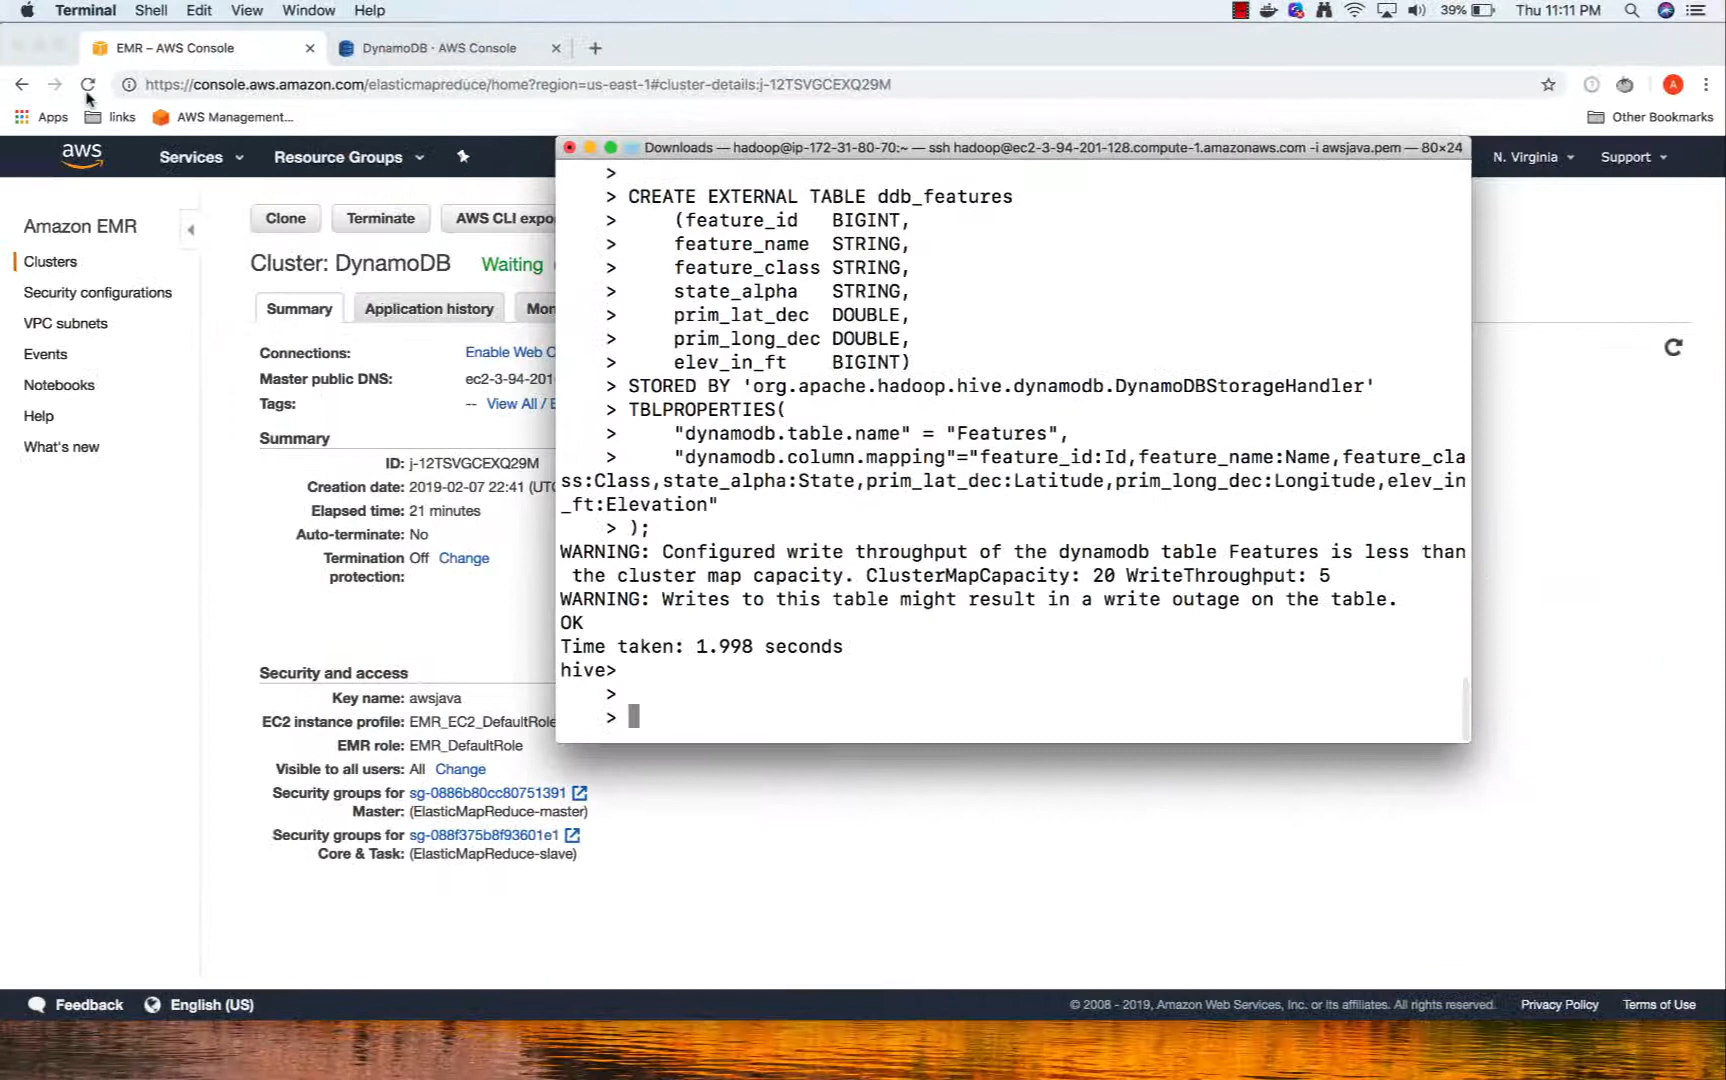 Terminal Shell Edit View Window Help 39% Thu 11:11 PM
EMR – AWS Console DynamoDB · AWS Console
https://console.aws.amazon.com/elasticmapreduce/home?region=us-east-1#cluster-details:j-12TSVGCEXQ29M A
Apps links AWS Management... Other Bookmarks
aws Services Resource Groups N. Virginia Support
Downloads — hadoop@ip-172-31-80-70:~ — ssh hadoop@ec2-3-94-201-128.compute-1.amazonaws.com -i awsjava.pem — 80×24
Amazon EMR
Clusters
Security configurations
VPC subnets
Events
Notebooks
Help
What's new
Clone Terminate AWS CLI expo
Cluster: DynamoDB Waiting
Summary Application history Mon
Connections: Enable Web C
Master public DNS: ec2-3-94-201
Tags: -- View All / E
Summary
ID: j-12TSVGCEXQ29M
Creation date: 2019-02-07 22:41 (UTC
Elapsed time: 21 minutes
Auto-terminate: No
Termination Off Change
protection:
Security and access
Key name: awsjava
EC2 instance profile: EMR_EC2_DefaultRole
EMR role: EMR_DefaultRole
Visible to all users: All Change
Security groups for sg-0886b80cc80751391
Master: (ElasticMapReduce-master)
Security groups for sg-088f375b8f93601e1
Core & Task: (ElasticMapReduce-slave)
>
> CREATE EXTERNAL TABLE ddb_features
> (feature_id BIGINT,
> feature_name STRING,
> feature_class STRING,
> state_alpha STRING,
> prim_lat_dec DOUBLE,
> prim_long_dec DOUBLE,
> elev_in_ft BIGINT)
> STORED BY 'org.apache.hadoop.hive.dynamodb.DynamoDBStorageHandler'
> TBLPROPERTIES(
> "dynamodb.table.name" = "Features",
> "dynamodb.column.mapping"="feature_id:Id,feature_name:Name,feature_cla
ss:Class,state_alpha:State,prim_lat_dec:Latitude,prim_long_dec:Longitude,elev_in
_ft:Elevation"
> );
WARNING: Configured write throughput of the dynamodb table Features is less than
the cluster map capacity. ClusterMapCapacity: 20 WriteThroughput: 5
WARNING: Writes to this table might result in a write outage on the table.
OK
Time taken: 1.998 seconds
hive>
>
>
Feedback English (US) © 2008 - 2019, Amazon Web Services, Inc. or its affiliates. All rights reserved. Privacy Policy Terms of Use